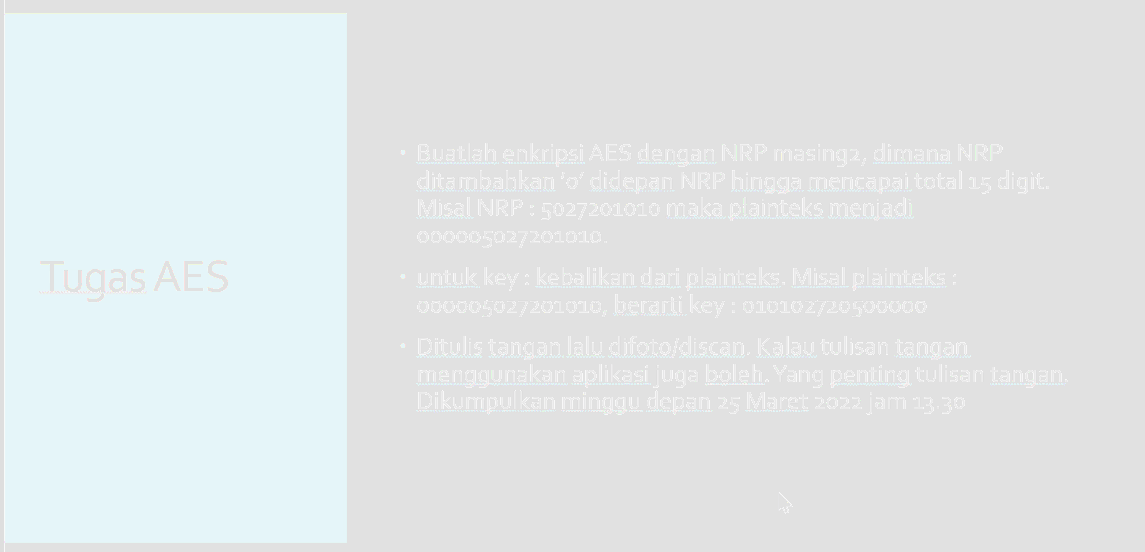 Tugas AES
• Buatlah enkripsi AES dengan NRP masing2, dimana NRP
ditambahkan '0' didepan NRP hingga mencapai total 15 digit.
Misal NRP : 5027201010 maka plainteks menjadi
000005027201010.
• untuk key : kebalikan dari plainteks. Misal plainteks :
000005027201010, berarti key : 010102720500000
• Ditulis tangan lalu difoto/discan. Kalau tulisan tangan
menggunakan aplikasi juga boleh. Yang penting tulisan tangan.
Dikumpulkan minggu depan 25 Maret 2022 jam 13.30